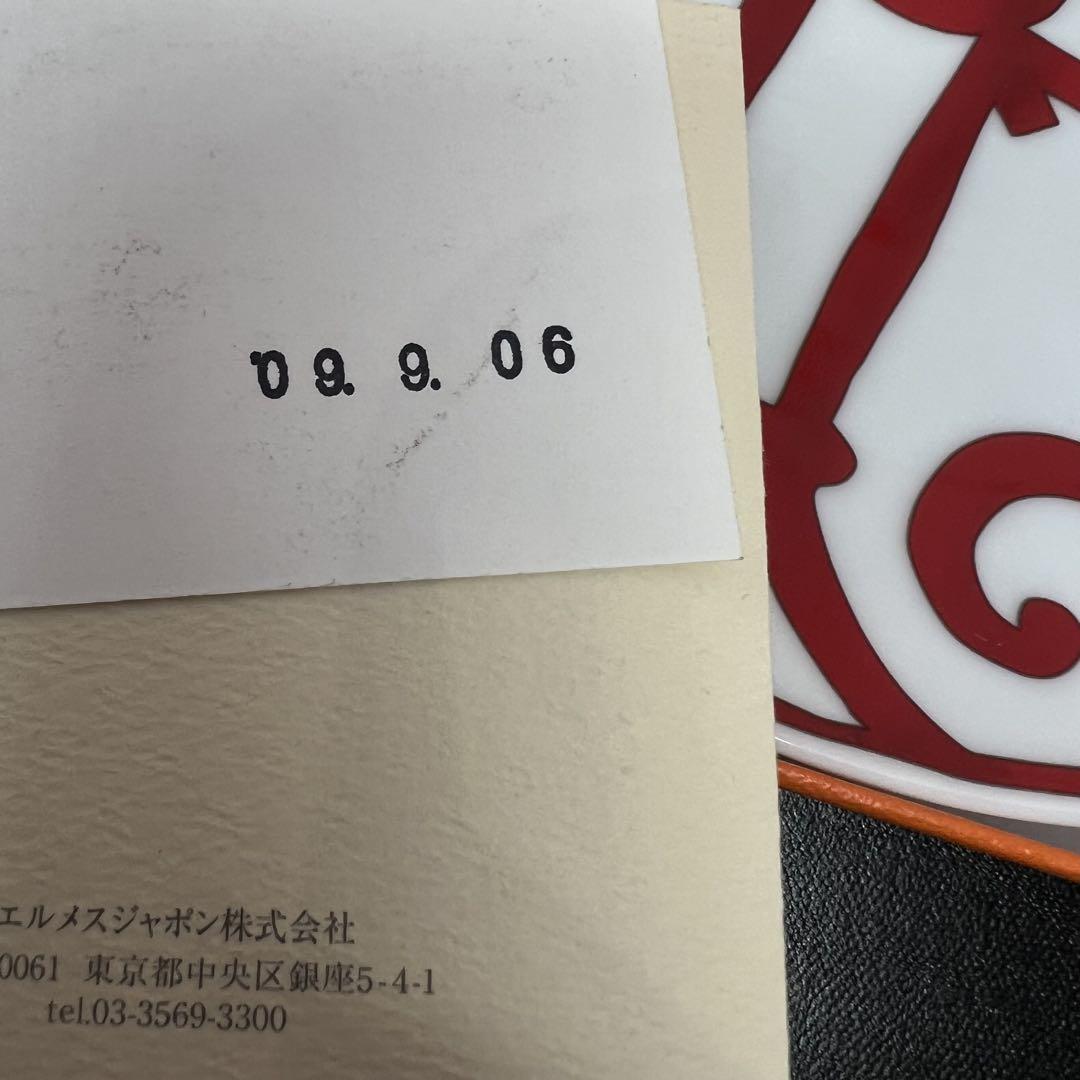 '09. 9. 06
エルメスジャポン株式会社
0061 東京都中央区銀座5-4-1
tel.03-3569-3300